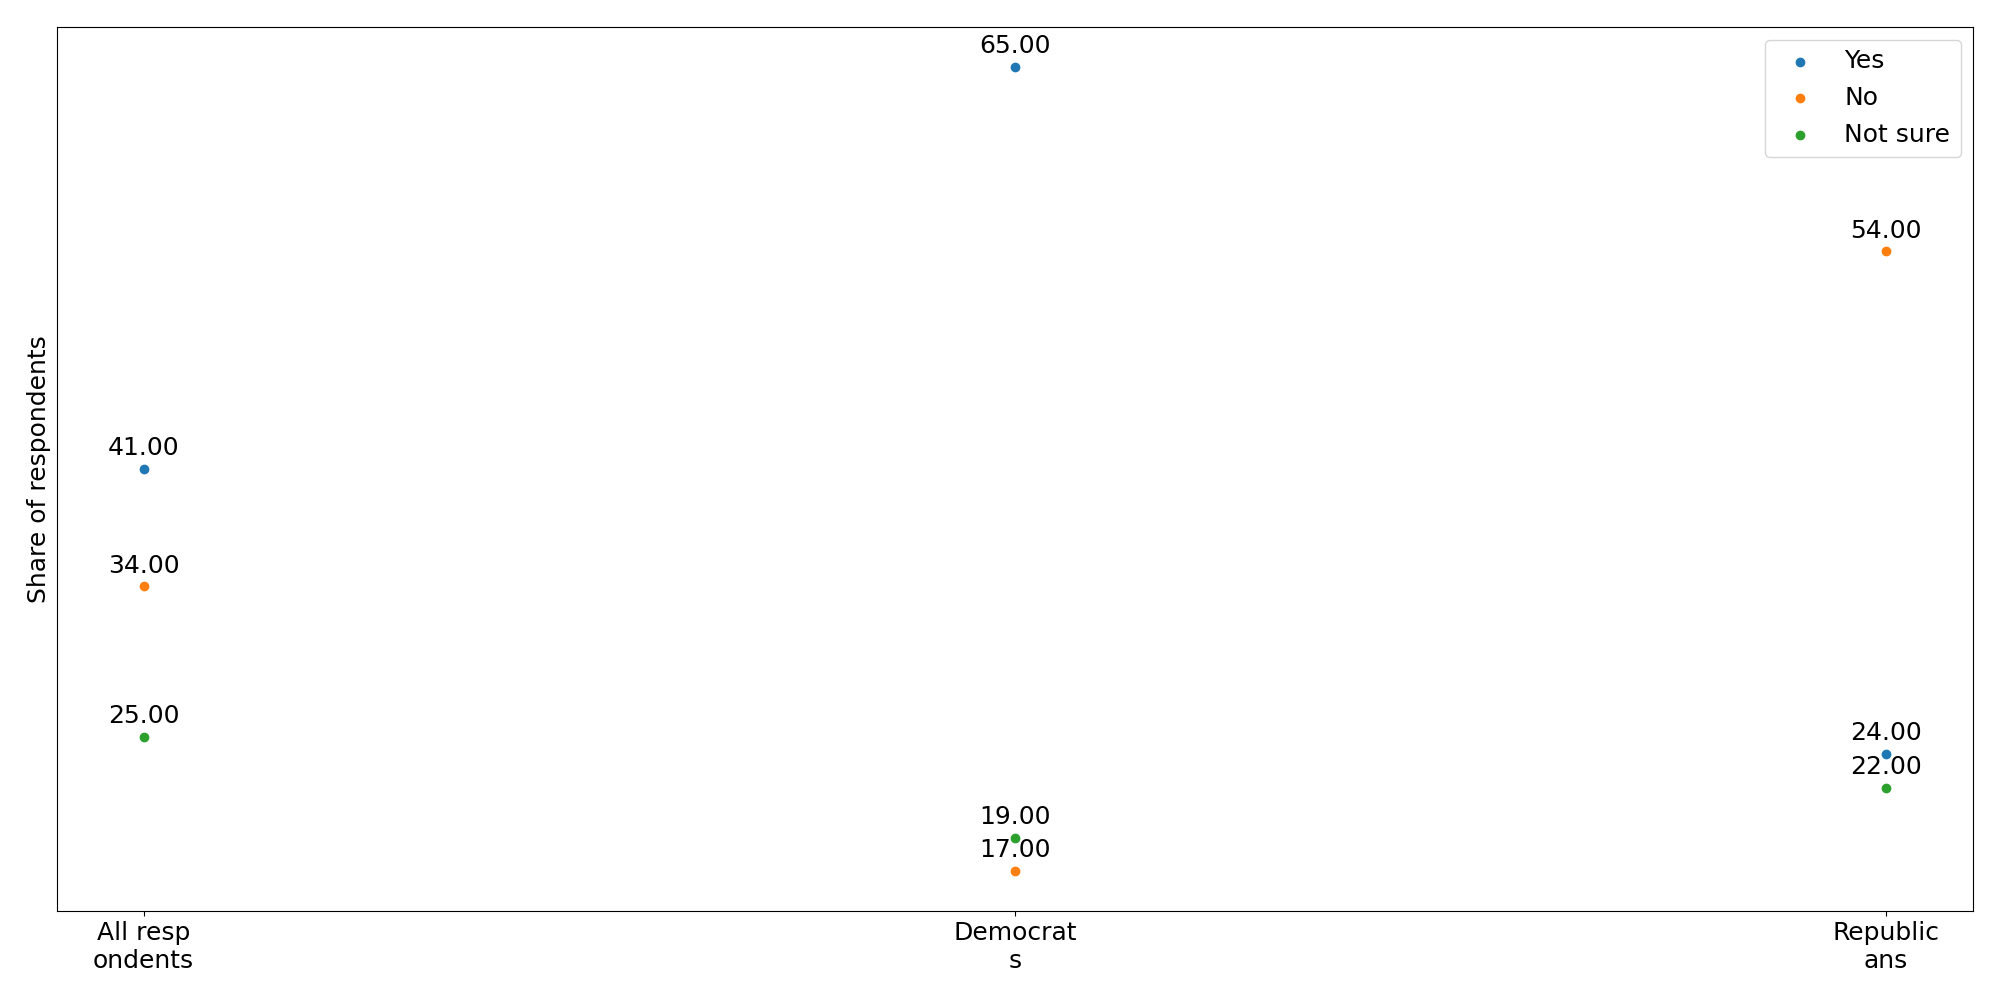 65.00
Yes
No
Not sure
54.00
Share of respondents
41.00
34.00
25.00
24.00
22.00
19.00
17.00
All resp
ondents
Democrat
s
Republic
ans